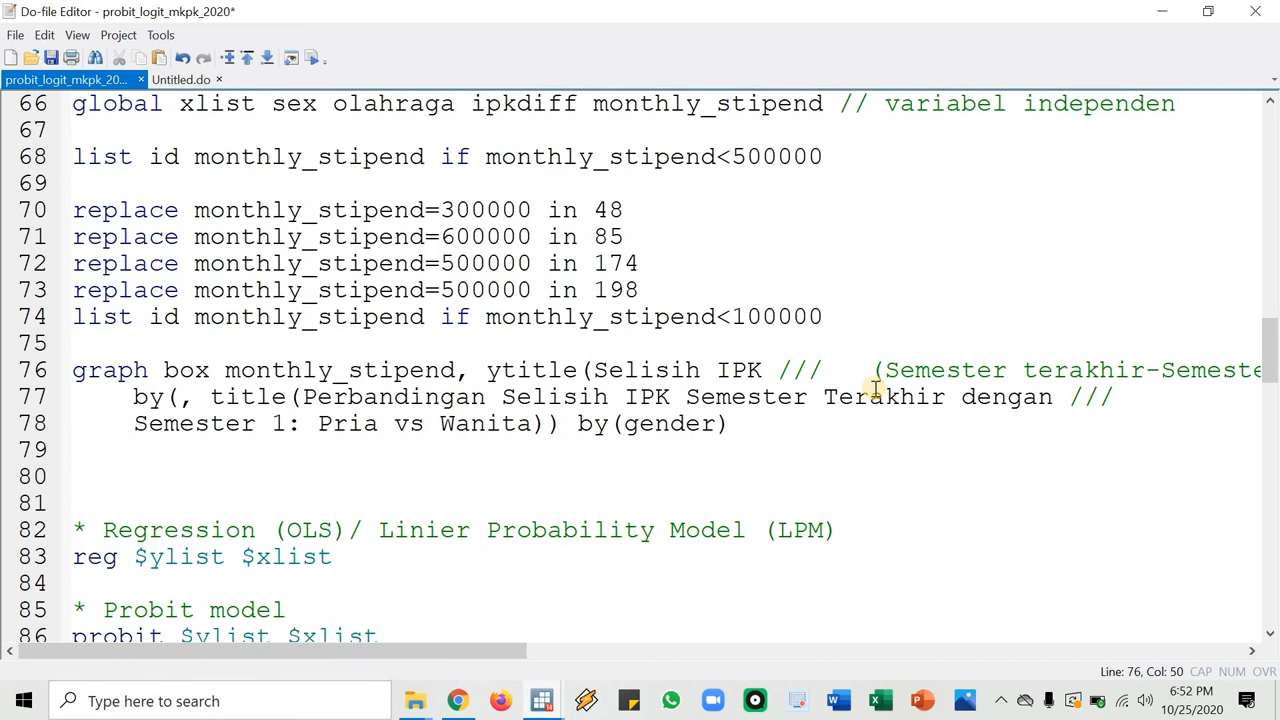 Do-file Editor - probit_logit_mkpk_2020*
File Edit View Project Tools
probit_logit_mkpk_20... × Untitled.do ×
66 global xlist sex olahraga ipkdiff monthly_stipend // variabel independen
67
68 list id monthly_stipend if monthly_stipend<500000
69
70 replace monthly_stipend=300000 in 48
71 replace monthly_stipend=600000 in 85
72 replace monthly_stipend=500000 in 174
73 replace monthly_stipend=500000 in 198
74 list id monthly_stipend if monthly_stipend<100000
75
76 graph box monthly_stipend, ytitle(Selisih IPK /// (Semester terakhir-Semeste
77 by(, title(Perbandingan Selisih IPK Semester Terakhir dengan ///
78 Semester 1: Pria vs Wanita)) by(gender)
79
80
81
82 * Regression (OLS)/ Linier Probability Model (LPM)
83 reg $ylist $xlist
84
85 * Probit model
86 probit $ylist $xlist
Line: 76, Col: 50 CAP NUM OVR
Type here to search
6:52 PM
10/25/2020